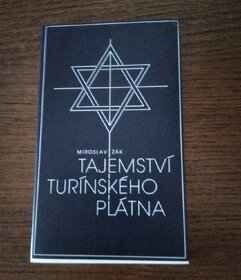 MIROSLAV ŽÁK
TAJEMSTVÍ
TURÍNSKÉHO
PLÁTNA